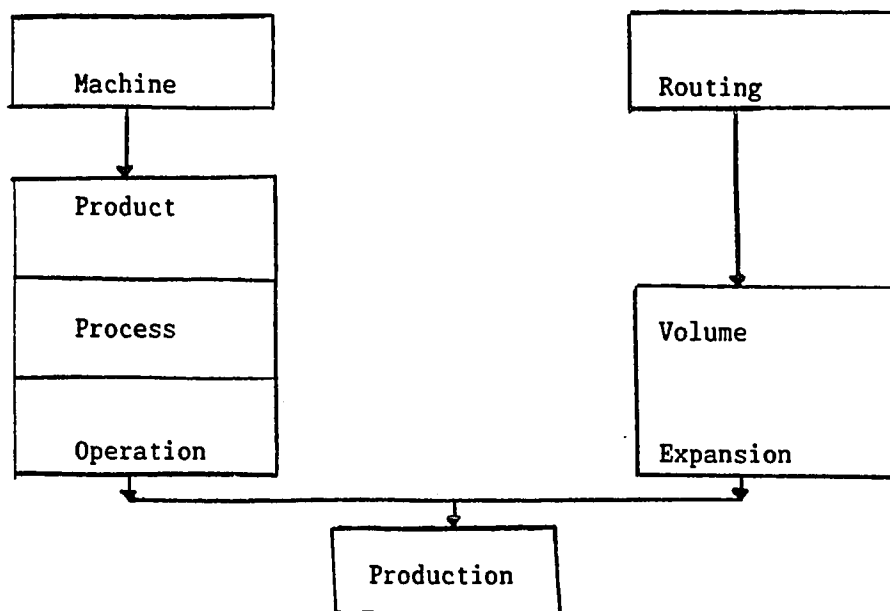 Machine
Routing
Product
Process
Volume
Operation
Expansion
Production